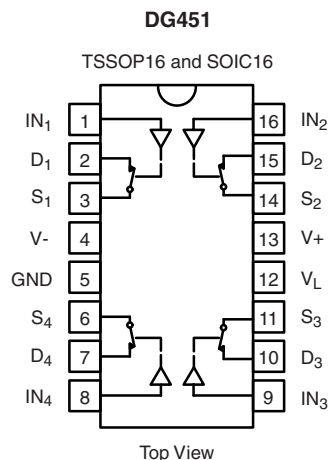 DG451
TSSOP16 and SOIC16
IN1 1 16 IN2
D1 2 15 D2
S1 3 14 S2
V- 4 13 V+
GND 5 12 VL
S4 6 11 S3
D4 7 10 D3
IN4 8 9 IN3
Top View